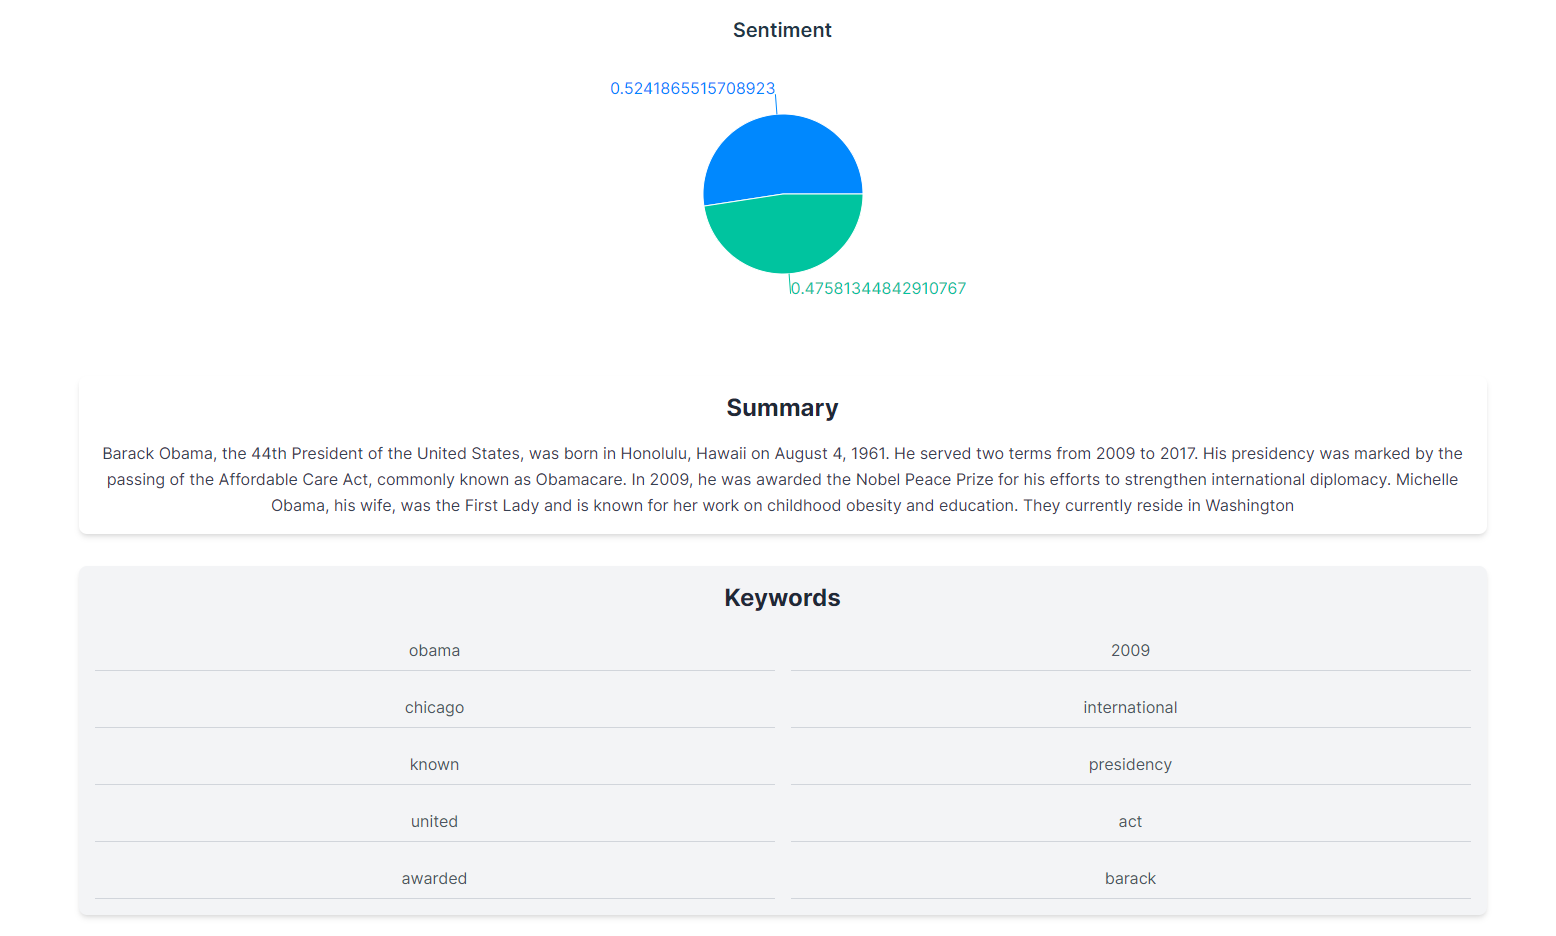 Sentiment
0.5241865515708923
0.47581344842910767
Summary
Barack Obama, the 44th President of the United States, was born in Honolulu, Hawaii on August 4, 1961. He served two terms from 2009 to 2017. His presidency was marked by the
passing of the Affordable Care Act, commonly known as Obamacare. In 2009, he was awarded the Nobel Peace Prize for his efforts to strengthen international diplomacy. Michelle
Obama, his wife, was the First Lady and is known for her work on childhood obesity and education. They currently reside in Washington
Keywords
obama 2009
chicago international
known presidency
united act
awarded barack